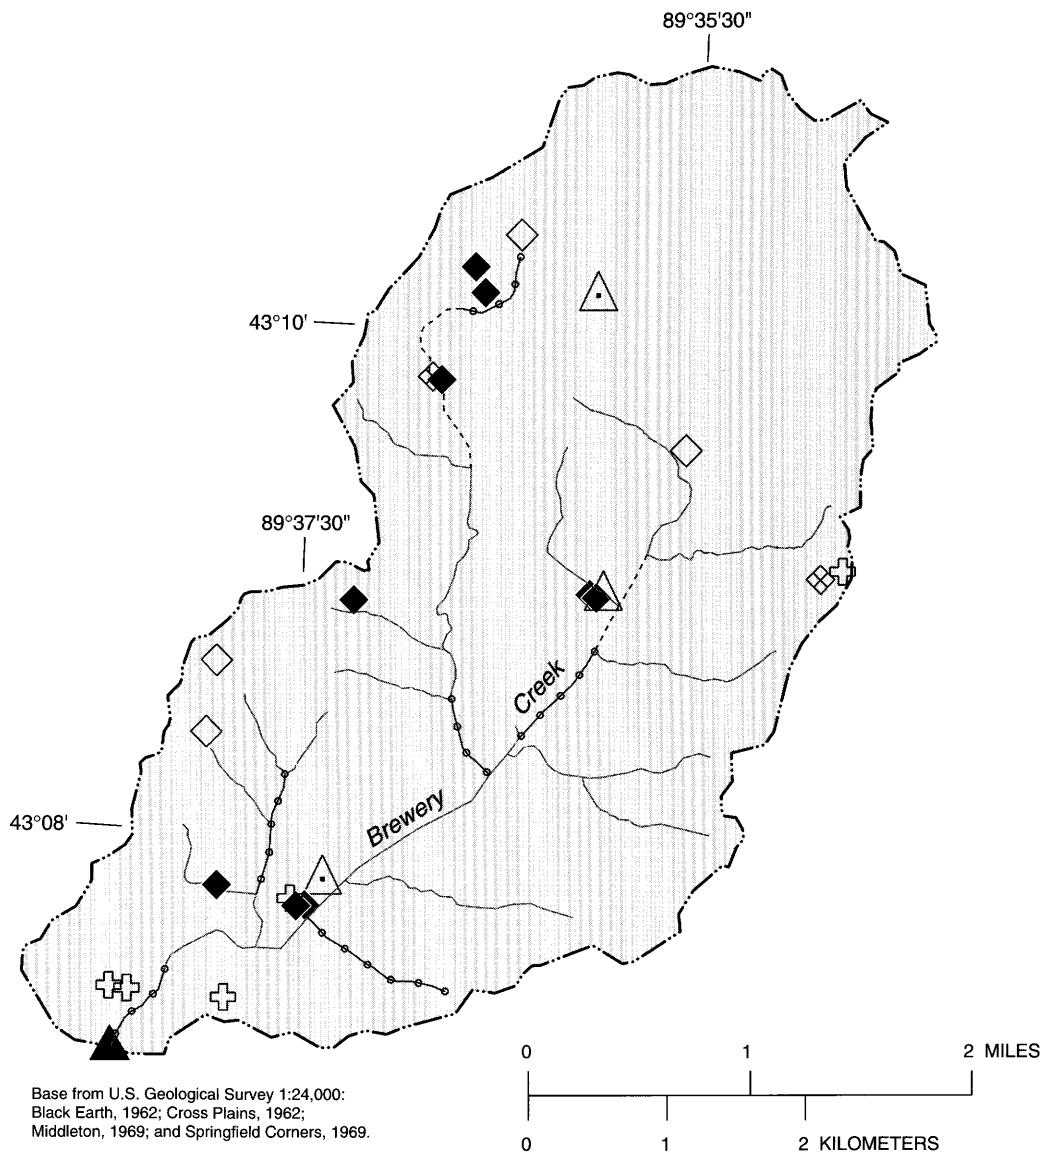 89°35'30"
43°10'
89°37'30"
Creek
Brewery
43°08'
0 1 2 MILES
Base from U.S. Geological Survey 1:24,000:
Black Earth, 1962; Cross Plains, 1962;
Middleton, 1969; and Springfield Corners, 1969.
0 1 2 KILOMETERS